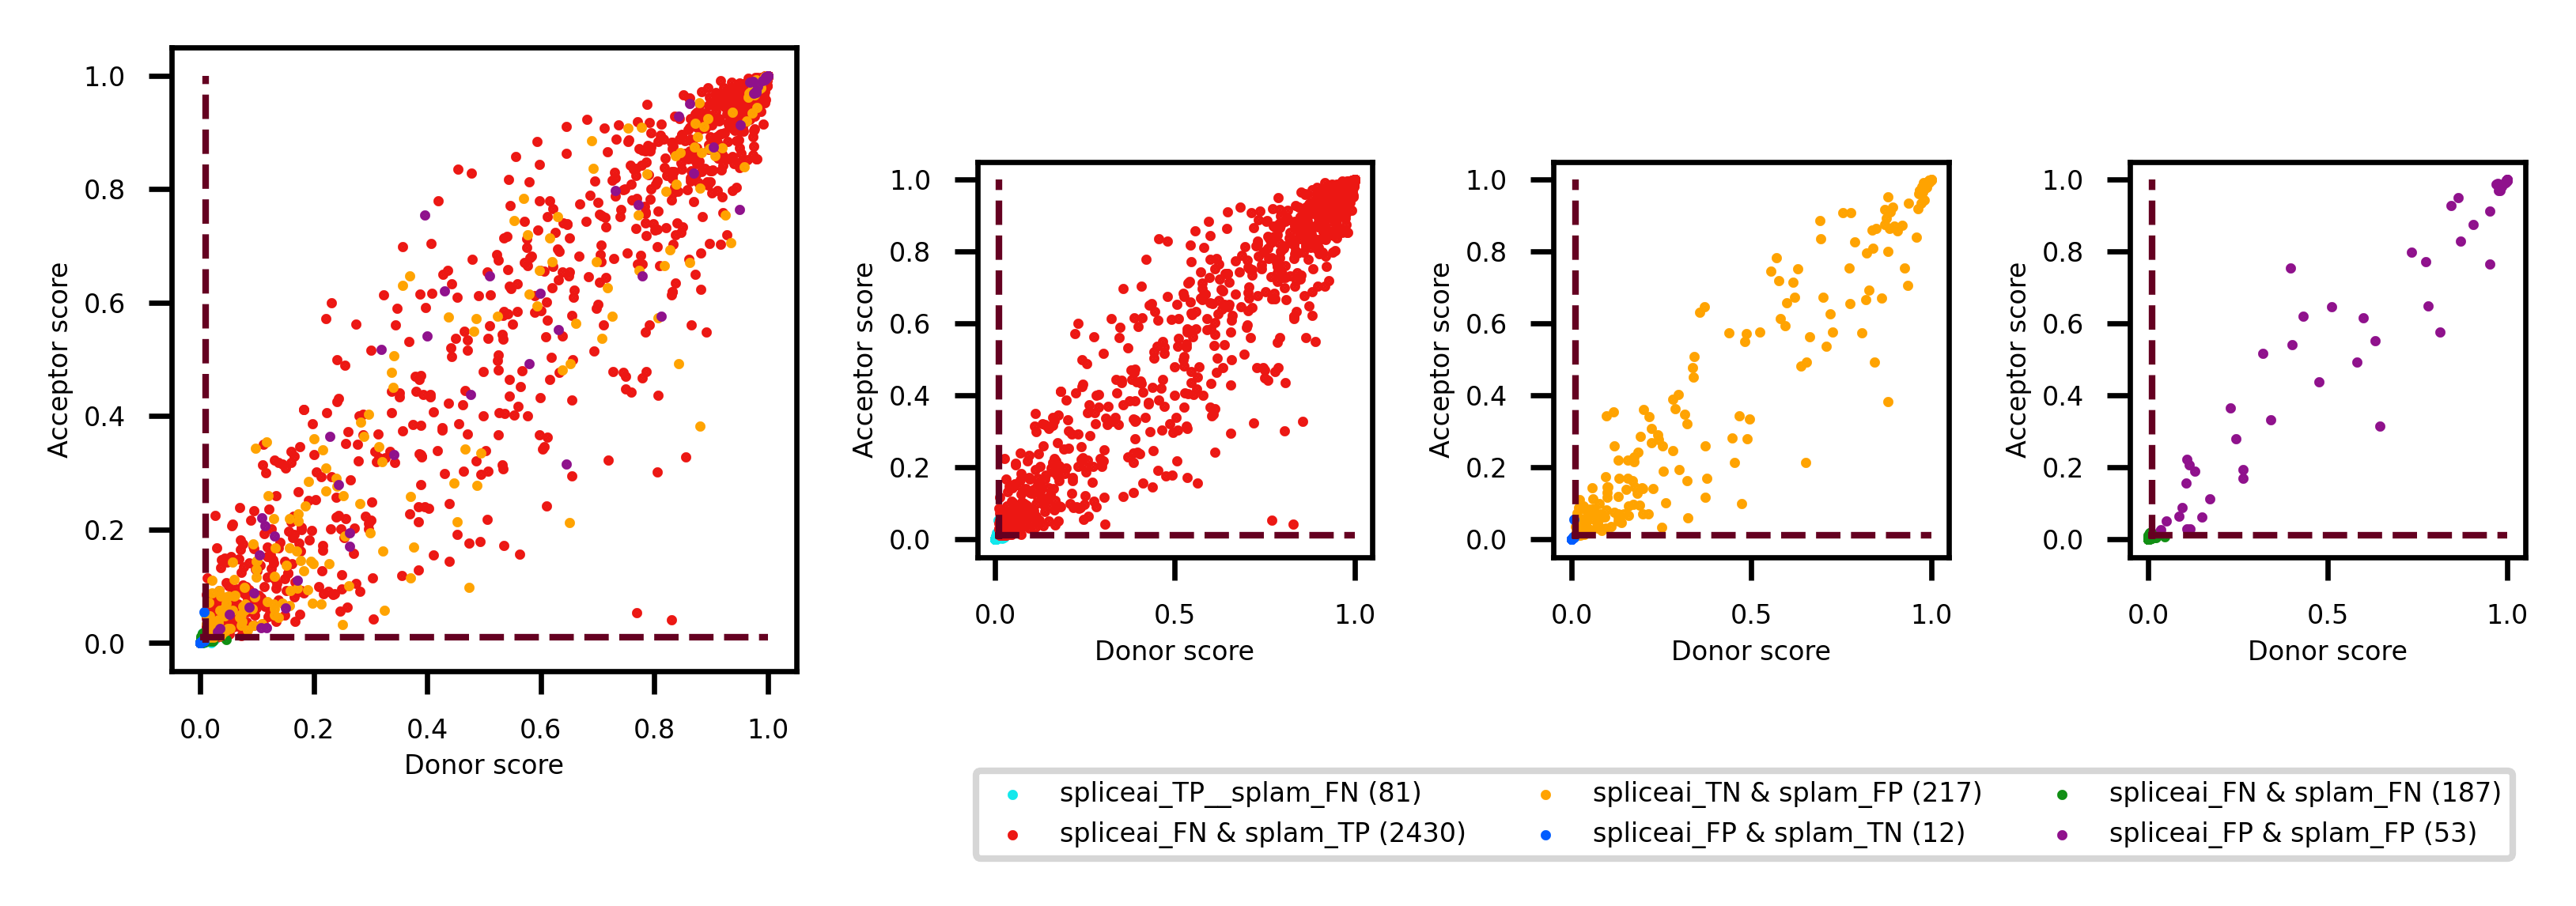 1.0
0.8
0.6
0.4
0.2
0.0
Acceptor score
0.0 0.2 0.4 0.6 0.8 1.0
Donor score
1.0
0.8
0.6
0.4
0.2
0.0
Acceptor score
0.0 0.5 1.0
Donor score
1.0
0.8
0.6
0.4
0.2
0.0
Acceptor score
0.0 0.5 1.0
Donor score
1.0
0.8
0.6
0.4
0.2
0.0
Acceptor score
0.0 0.5 1.0
Donor score
spliceai_TP__splam_FN (81)
spliceai_FN & splam_TP (2430)
spliceai_TN & splam_FP (217)
spliceai_FP & splam_TN (12)
spliceai_FN & splam_FN (187)
spliceai_FP & splam_FP (53)